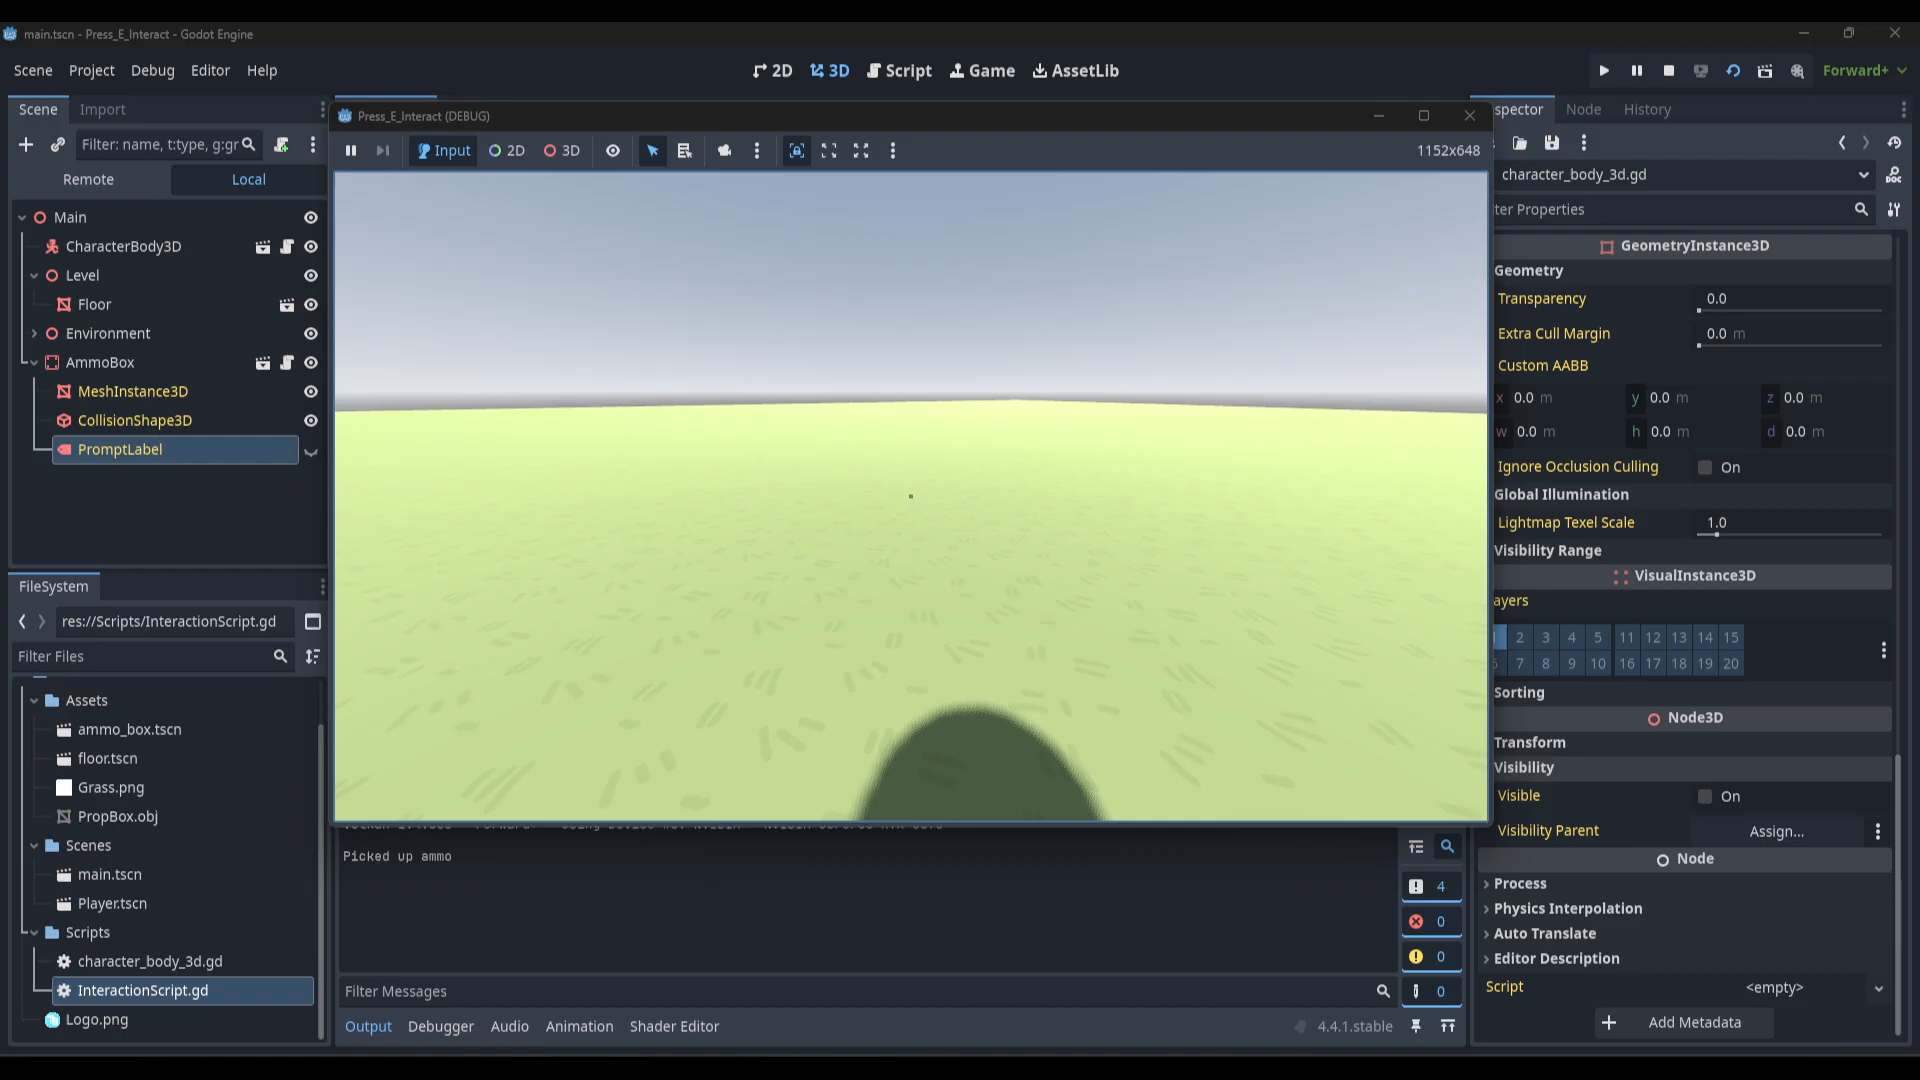 main.tscn - Press_E_Interact - Godot Engine
Scene Project Debug Editor Help
2D 3D Script Game AssetLib
Forward+
Scene Import
Filter: name, t:type, g:gr
Remote Local
Main
CharacterBody3D
Level
Floor
Environment
AmmoBox
MeshInstance3D
CollisionShape3D
PromptLabel
FileSystem
res://Scripts/InteractionScript.gd
Filter Files
Assets
ammo_box.tscn
floor.tscn
Grass.png
PropBox.obj
Scenes
main.tscn
Player.tscn
Scripts
character_body_3d.gd
InteractionScript.gd
Logo.png
Press_E_Interact (DEBUG)
Input 2D 3D
1152x648
Picked up ammo
4
0
0
0
Filter Messages
Output Debugger Audio Animation Shader Editor
4.4.1.stable
spector Node History
character_body_3d.gd
ter Properties
GeometryInstance3D
Geometry
Transparency 0.0
Extra Cull Margin 0.0 m
Custom AABB
x 0.0 m y 0.0 m z 0.0 m
w 0.0 m h 0.0 m d 0.0 m
Ignore Occlusion Culling On
Global Illumination
Lightmap Texel Scale 1.0
Visibility Range
VisualInstance3D
ayers
1 2 3 4 5 11 12 13 14 15
6 7 8 9 10 16 17 18 19 20
Sorting
Node3D
Transform
Visibility
Visible On
Visibility Parent Assign...
Node
Process
Physics Interpolation
Auto Translate
Editor Description
Script <empty>
Add Metadata